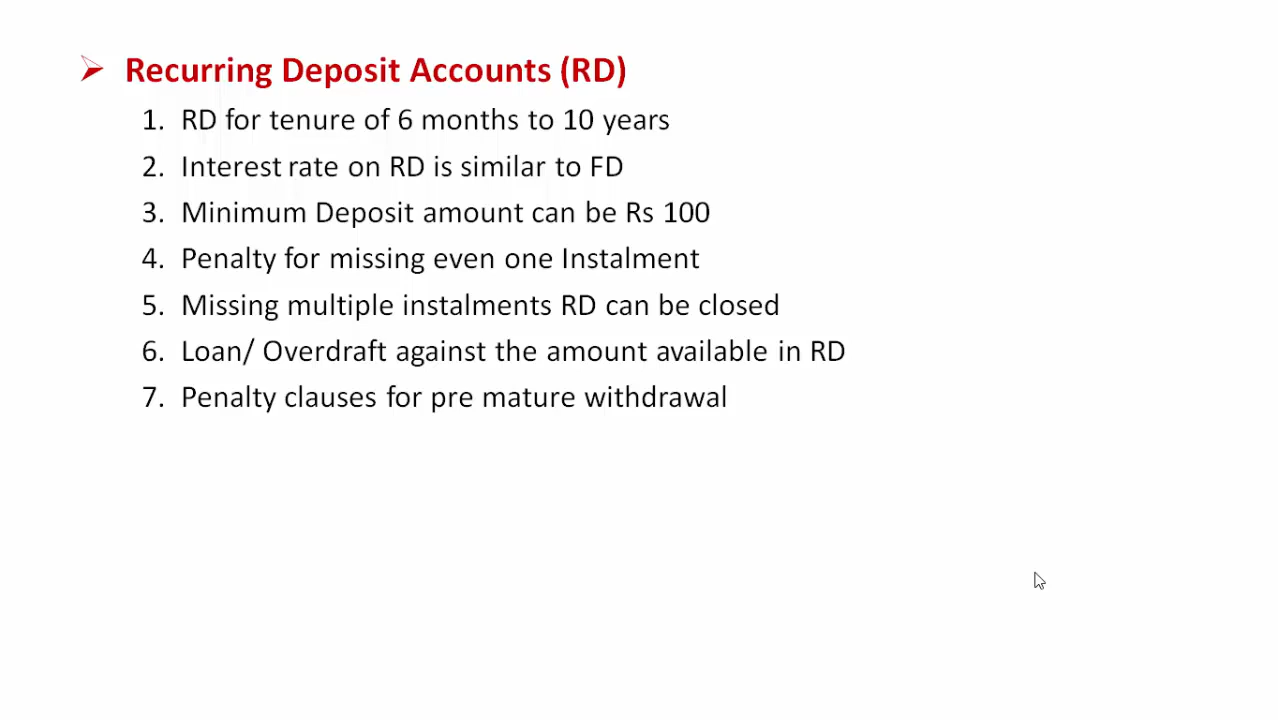 Recurring Deposit Accounts (RD)
1. RD for tenure of 6 months to 10 years
2. Interest rate on RD is similar to FD
3. Minimum Deposit amount can be Rs 100
4. Penalty for missing even one Instalment
5. Missing multiple instalments RD can be closed
6. Loan/ Overdraft against the amount available in RD
7. Penalty clauses for pre mature withdrawal